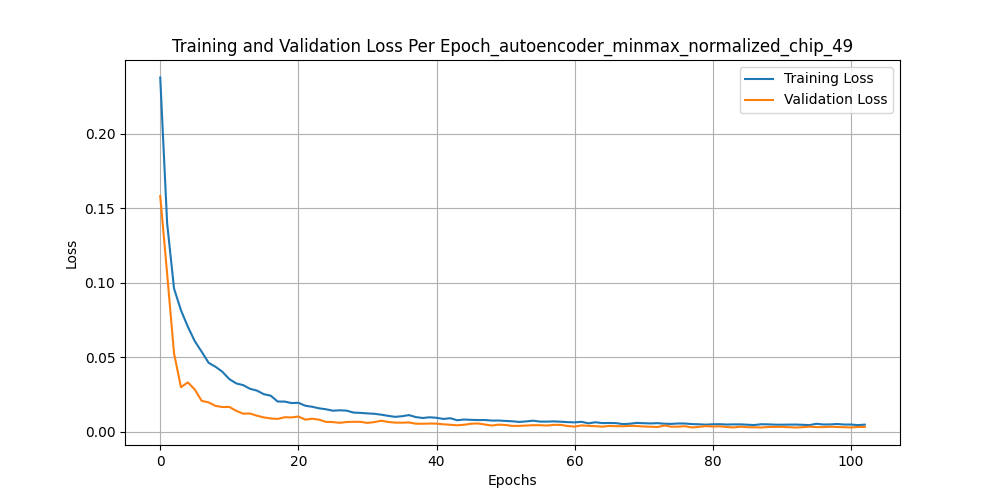 Training and Validation Loss Per Epoch_autoencoder_minmax_normalized_chip_49
Training Loss
Validation Loss
0.20
0.15
0.10
0.05
0.00
Loss
0 20 40 60 80 100
Epochs